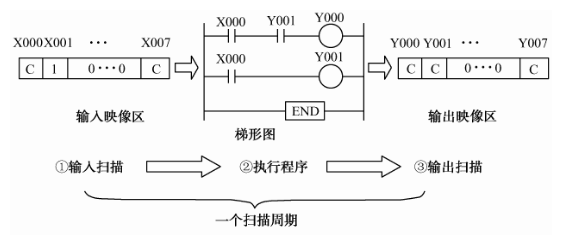 X000 Y001 Y000
X000X001 ··· X007
Y000 Y001 ··· Y007
C 1 0···0 C
X000 Y001
C C 0···0 C
END
输入映像区
梯形图
输出映像区
①输入扫描 ②执行程序 ③输出扫描
一个扫描周期